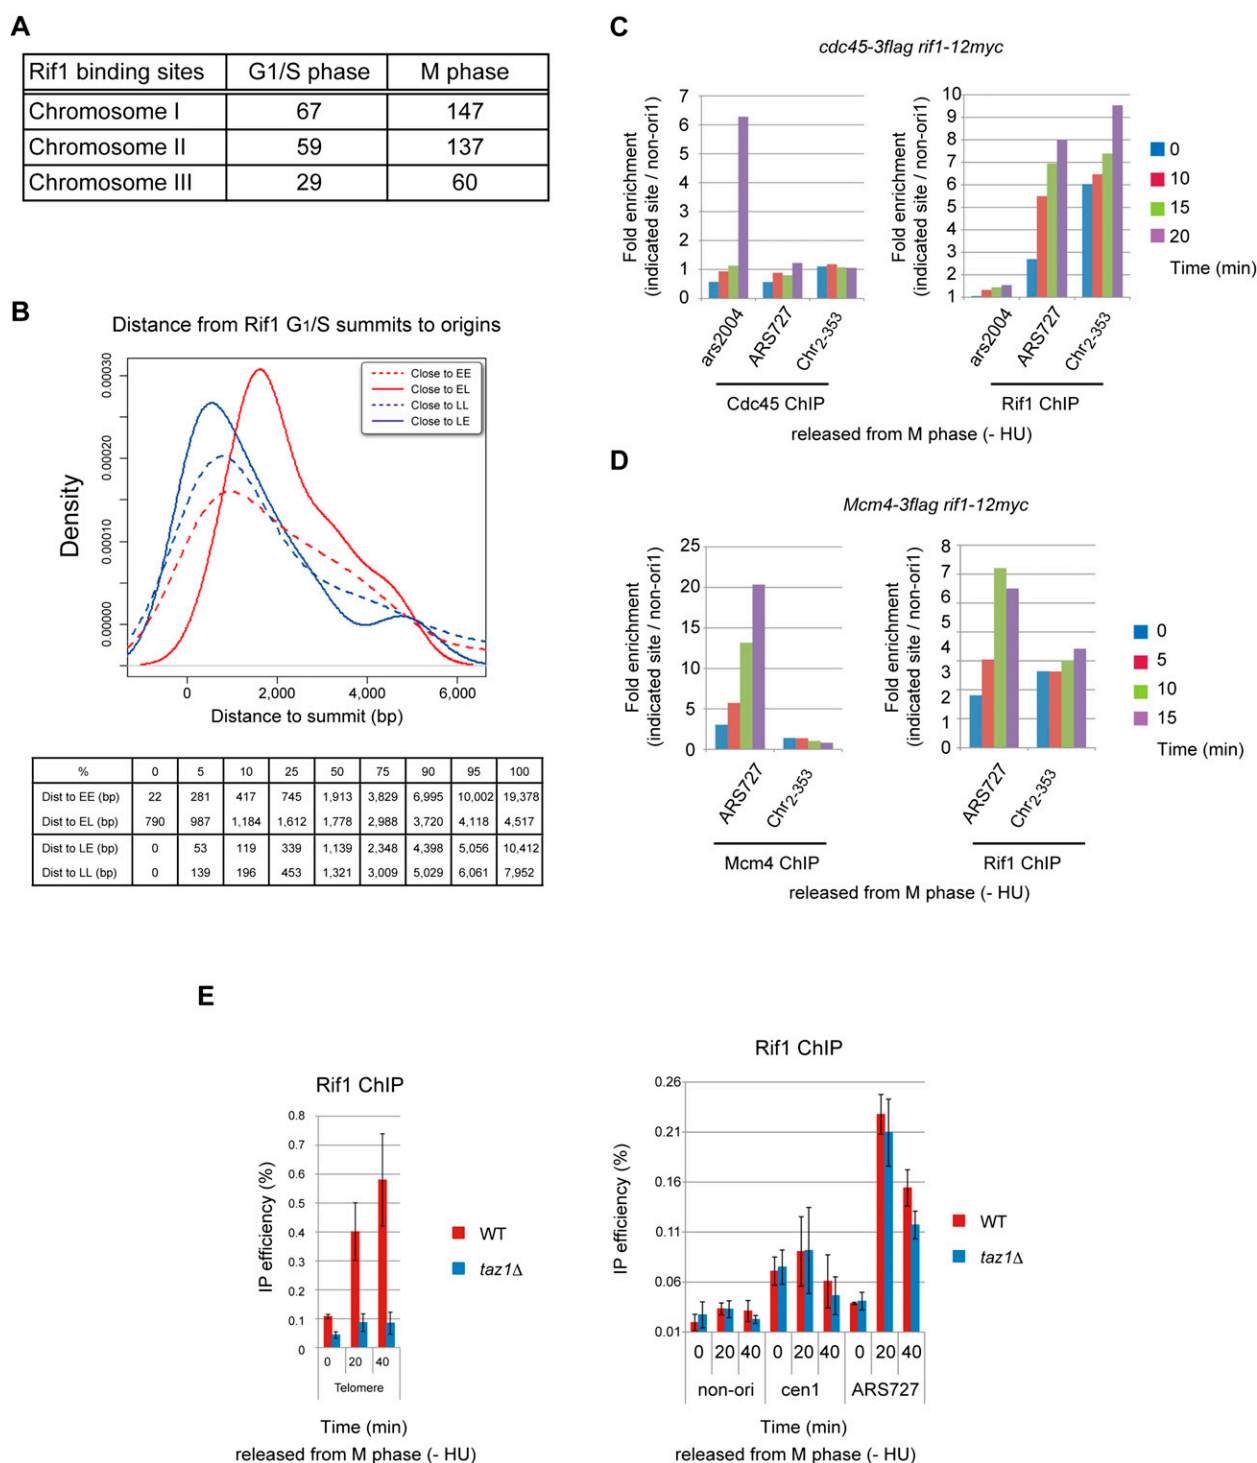 A
Rif1 binding sites G1/S phase M phase
Chromosome I 67 147
Chromosome II 59 137
Chromosome III 29 60
B
Distance from Rif1 G1/S summits to origins
Density
0.00030
0.00020
0.00010
0.00000
Close to EE
Close to EL
Close to LL
Close to LE
0 2,000 4,000 6,000
Distance to summit (bp)
% 0 5 10 25 50 75 90 95 100
Dist to EE (bp) 22 281 417 745 1,913 3,829 6,995 10,002 19,378
Dist to EL (bp) 790 987 1,184 1,612 1,778 2,988 3,720 4,118 4,517
Dist to LE (bp) 0 53 119 339 1,139 2,348 4,398 5,056 10,412
Dist to LL (bp) 0 139 196 453 1,321 3,009 5,029 6,061 7,952
C
cdc45-3flag rif1-12myc
Fold enrichment
(indicated site / non-ori1)
7
6
5
4
3
2
1
0
ars2004 ARS727 Chr2-353
Cdc45 ChIP
Fold enrichment
(indicated site / non-ori1)
10
9
8
7
6
5
4
3
2
1
ars2004 ARS727 Chr2-353
Rif1 ChIP
0
10
15
20
Time (min)
released from M phase (- HU)
D
Mcm4-3flag rif1-12myc
Fold enrichment
(indicated site / non-ori1)
25
20
15
10
5
0
ARS727 Chr2-353
Mcm4 ChIP
Fold enrichment
(indicated site / non-ori1)
8
7
6
5
4
3
2
1
0
ARS727 Chr2-353
Rif1 ChIP
0
5
10
15
Time (min)
released from M phase (- HU)
E
Rif1 ChIP
IP efficiency (%)
0.8
0.7
0.6
0.5
0.4
0.3
0.2
0.1
0
0 20 40
Telomere
Time (min)
released from M phase (- HU)
WT
taz1Δ
Rif1 ChIP
IP efficiency (%)
0.26
0.21
0.16
0.11
0.06
0.01
0 20 40 0 20 40 0 20 40
non-ori cen1 ARS727
Time (min)
released from M phase (- HU)
WT
taz1Δ